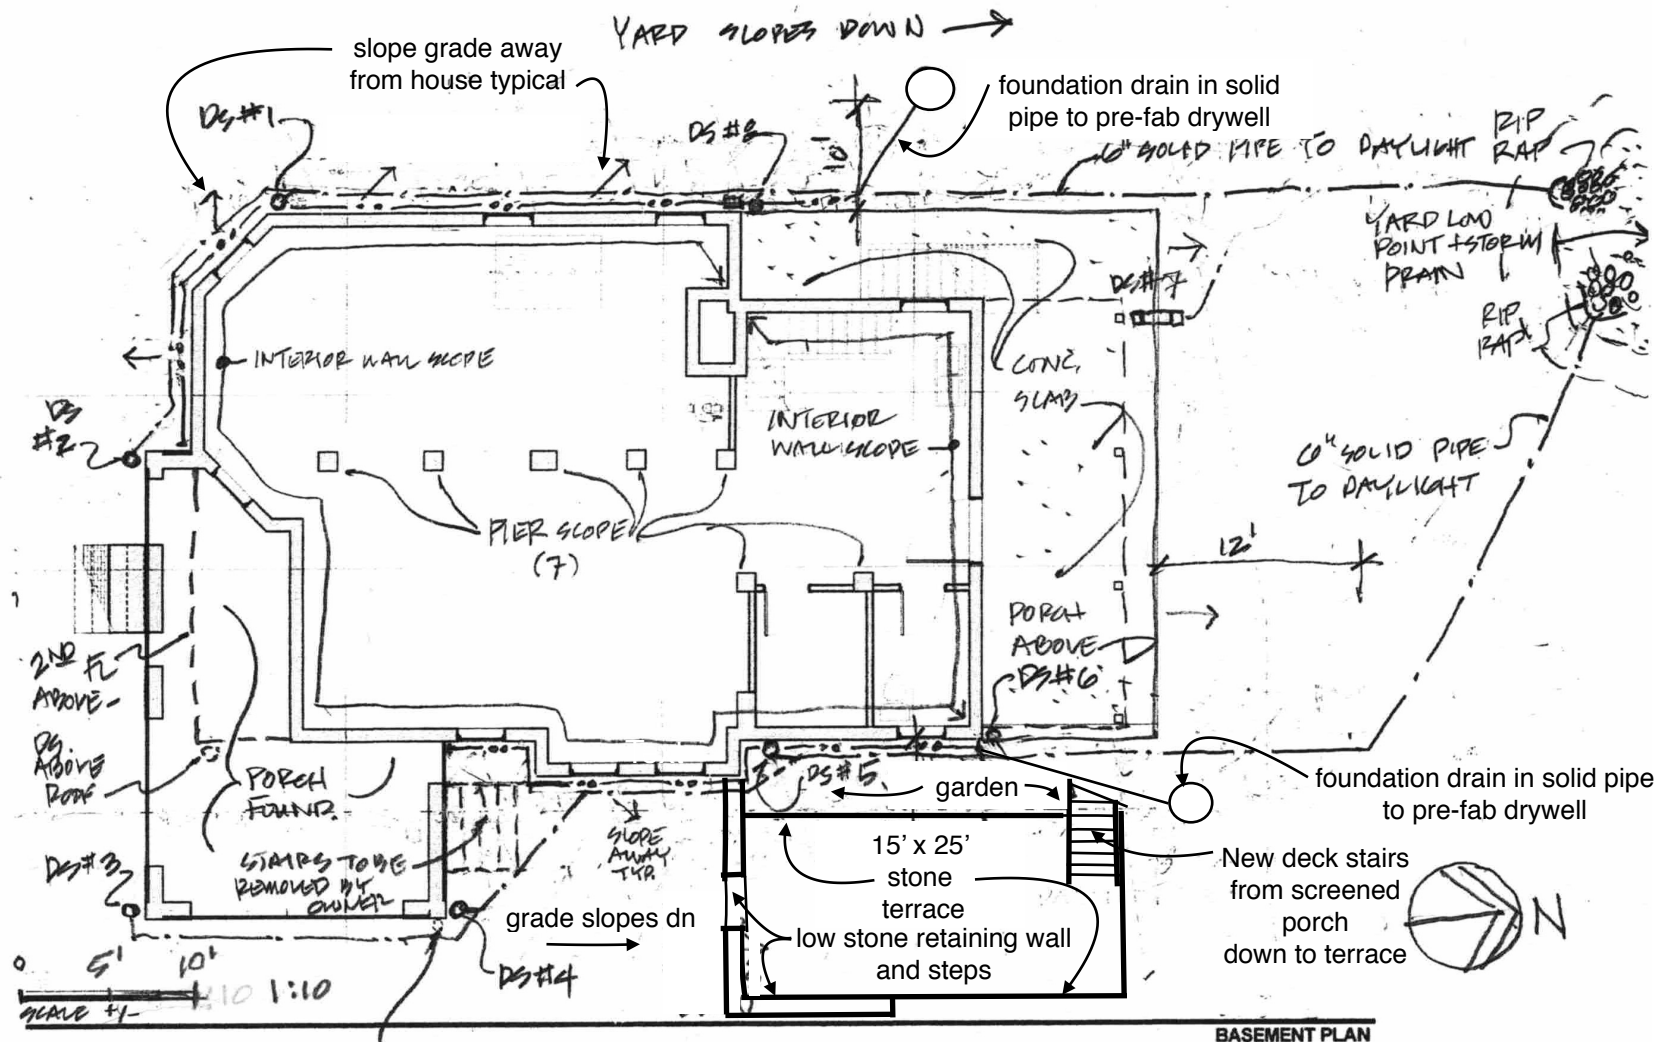 YARD SLOPES DOWN
slope grade away
from house typical
DS#1
DS#8
10'
foundation drain in solid
pipe to pre-fab drywell
6" SOLID PIPE TO DAYLIGHT
RIP
RAP
YARD LOW
POINT + STORM
DRAIN
DS#7
RIP
RAP
INTERIOR WALL SCOPE
CONC.
SLAB
INTERIOR
WALL SCOPE
DS
#2
6" SOLID PIPE
TO DAYLIGHT
PIER SCOPE
(7)
12'
2ND FL
ABOVE
PORCH
ABOVE
DS#6
DS
ABOVE
ROOF
PORCH
FOUND.
DS#5
garden
foundation drain in solid pipe
to pre-fab drywell
SLOPE
AWAY
TYP.
15' x 25'
stone
terrace
New deck stairs
from screened
porch
down to terrace
STAIRS TO BE
REMOVED BY
OWNER
DS#3
grade slopes dn
low stone retaining wall
and steps
N
DS#4
0 5' 10'
1:10
SCALE +/-
BASEMENT PLAN